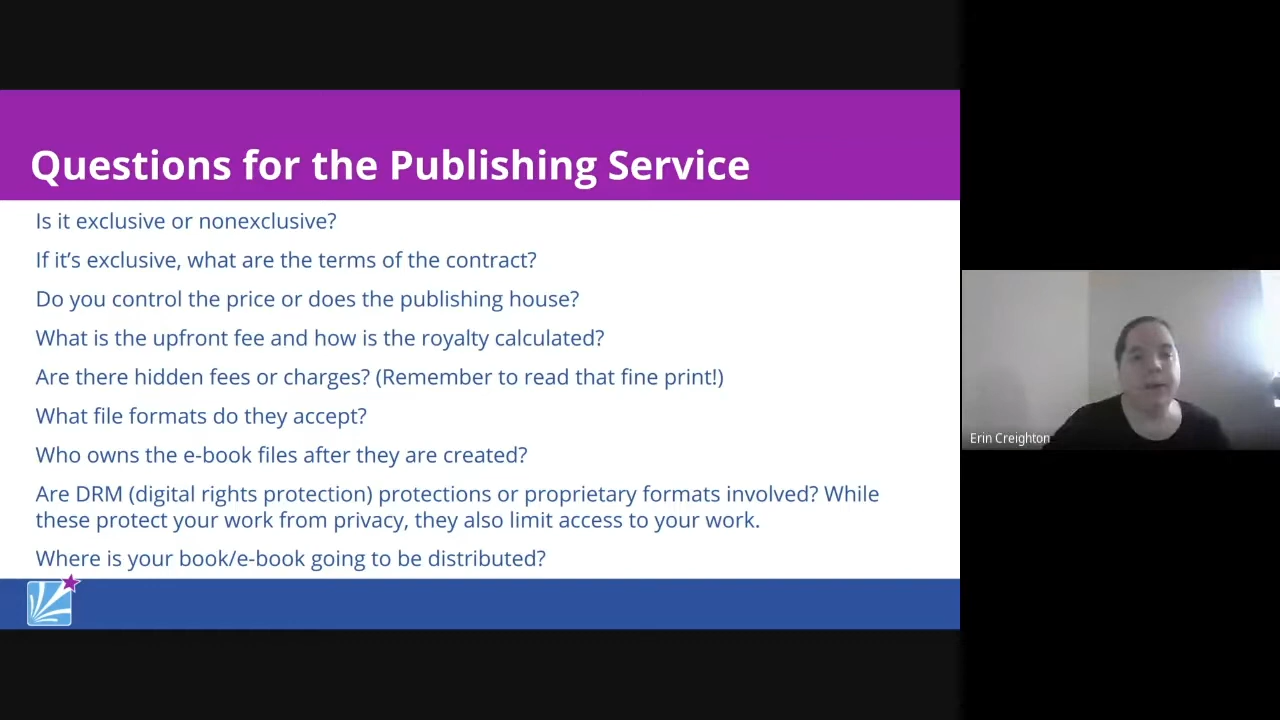 Questions for the Publishing Service
Is it exclusive or nonexclusive?
If it’s exclusive, what are the terms of the contract?
Do you control the price or does the publishing house?
What is the upfront fee and how is the royalty calculated?
Are there hidden fees or charges? (Remember to read that fine print!)
What file formats do they accept?
Who owns the e-book files after they are created?
Are DRM (digital rights protection) protections or proprietary formats involved? While
these protect your work from privacy, they also limit access to your work.
Where is your book/e-book going to be distributed?
Erin Creighton